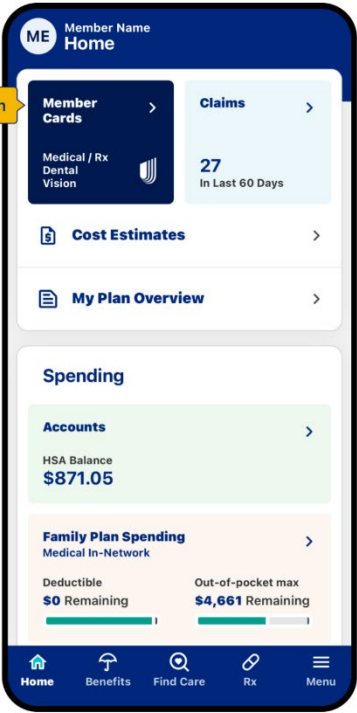 ME
Member Name
Home
n
Member
Cards
Medical / Rx
Dental
Vision
Claims
27
In Last 60 Days
Cost Estimates
My Plan Overview
Spending
Accounts
HSA Balance
$871.05
Family Plan Spending
Medical In-Network
Deductible
$0 Remaining
Out-of-pocket max
$4,661 Remaining
Home
Benefits
Find Care
Rx
Menu